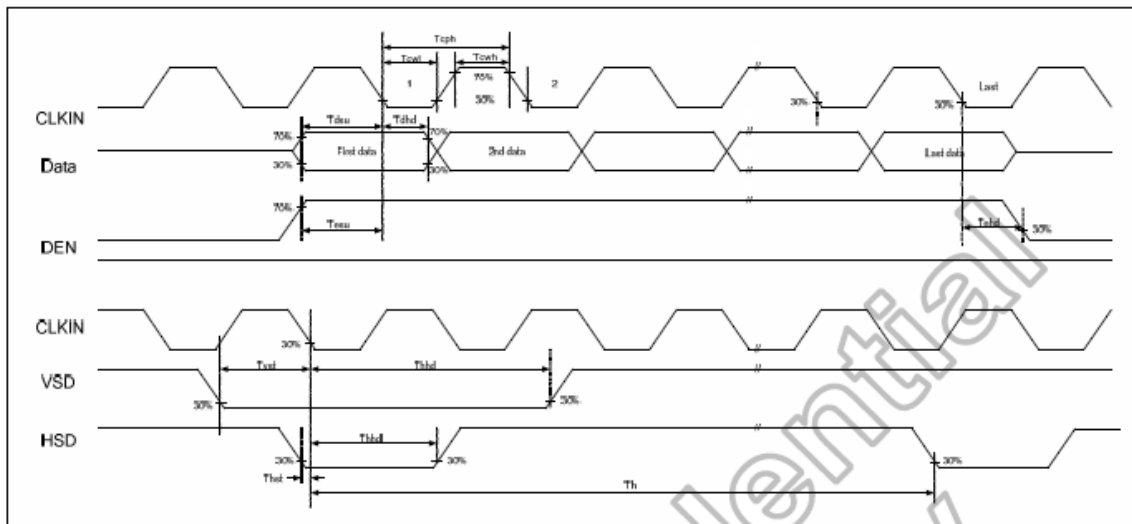 Tcph
Tcwl
Tcwh
1
70%
30%
2
//
30%
30%
Last
CLKIN
Tdsu
Tdhd
70%
70%
First data
2nd data
//
Last data
30%
30%
Data
70%
//
Tesu
Tehd
30%
DEN
CLKIN
30%
//
VSD
Tvst
Thhd
//
30%
30%
HSD
Thhd
//
30%
30%
30%
Thst
Th
dential